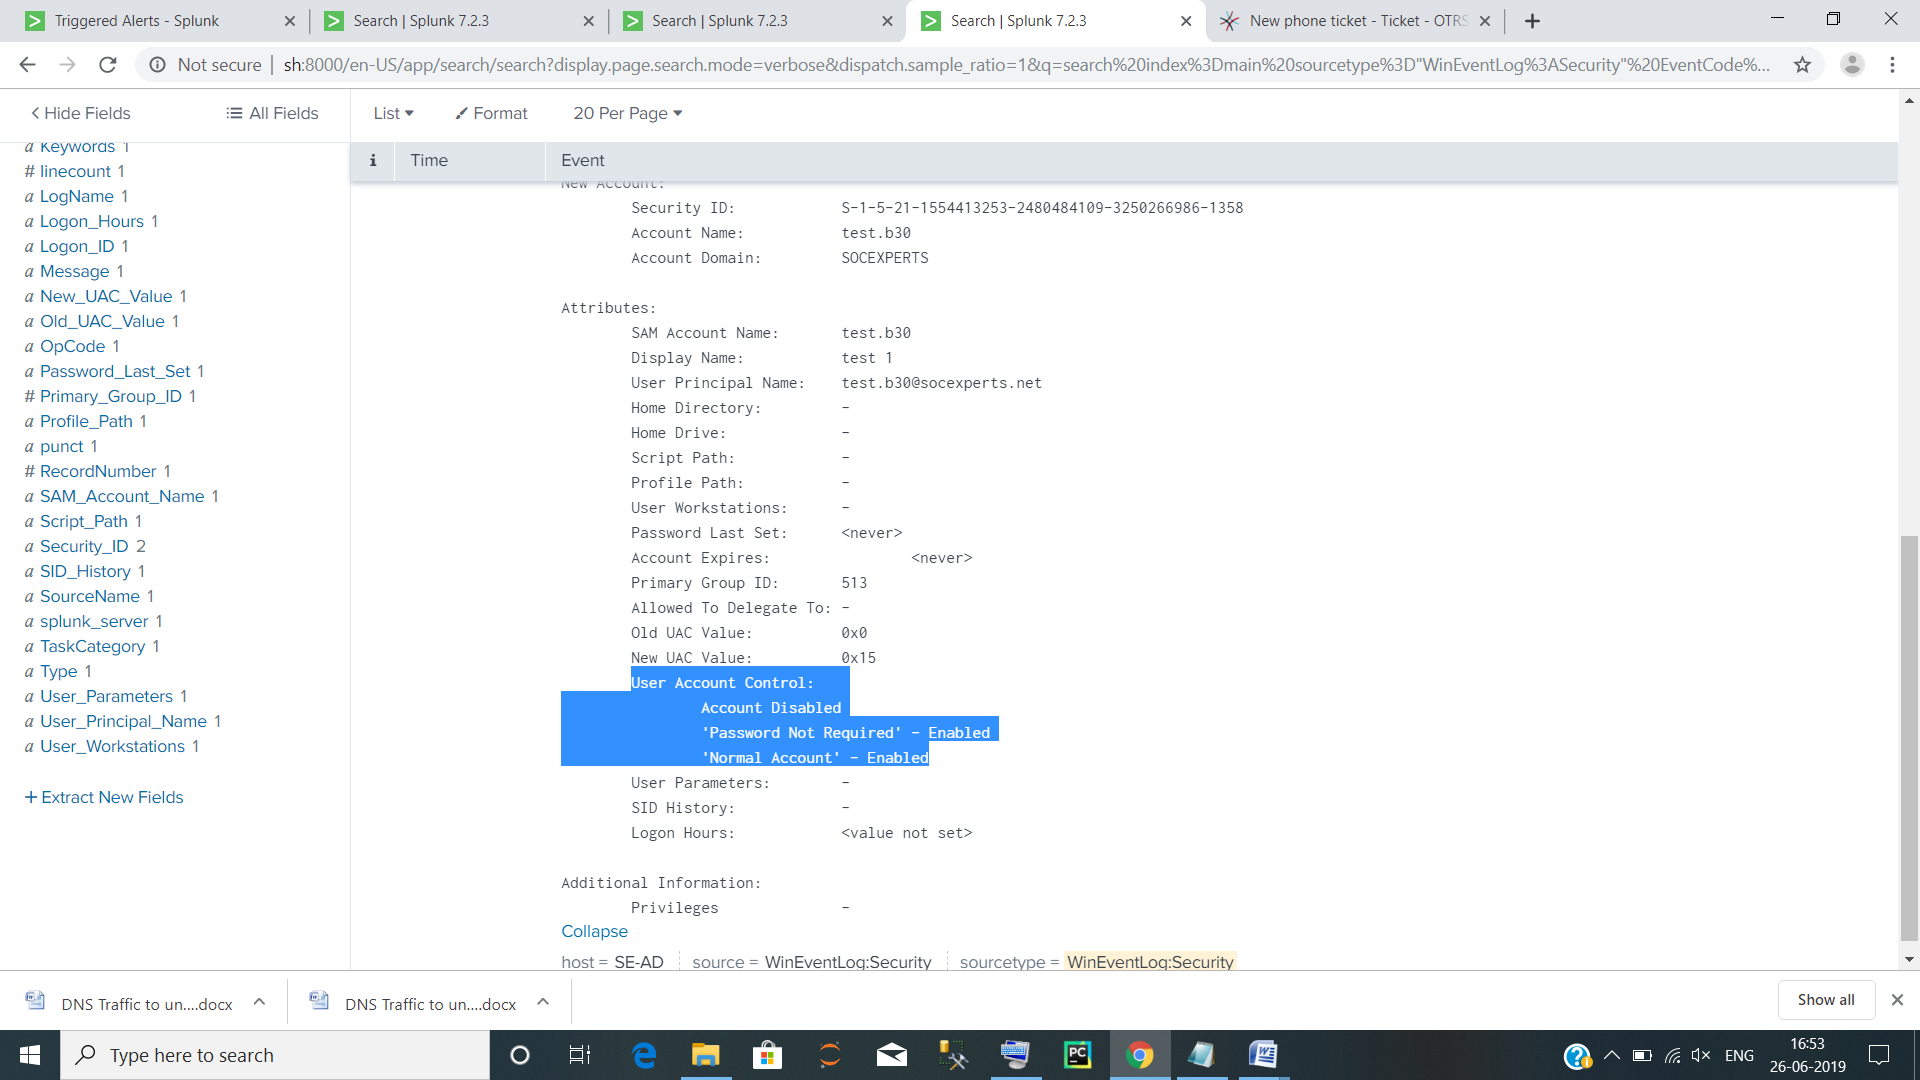 Triggered Alerts - Splunk
Search | Splunk 7.2.3
Search | Splunk 7.2.3
Search | Splunk 7.2.3
New phone ticket - Ticket - OTRS
Not secure | sh:8000/en-US/app/search/search?display.page.search.mode=verbose&dispatch.sample_ratio=1&q=search%20index%3Dmain%20sourcetype%3D"WinEventLog%3ASecurity"%20EventCode%...
Hide Fields
All Fields
List
Format
20 Per Page
i
Time
Event
a Keywords 1
# linecount 1
a LogName 1
a Logon_Hours 1
a Logon_ID 1
a Message 1
a New_UAC_Value 1
a Old_UAC_Value 1
a OpCode 1
a Password_Last_Set 1
# Primary_Group_ID 1
a Profile_Path 1
a punct 1
# RecordNumber 1
a SAM_Account_Name 1
a Script_Path 1
a Security_ID 2
a SID_History 1
a SourceName 1
a splunk_server 1
a TaskCategory 1
a Type 1
a User_Parameters 1
a User_Principal_Name 1
a User_Workstations 1
+ Extract New Fields
New Account:
Security ID: S-1-5-21-1554413253-2480484109-3250266986-1358
Account Name: test.b30
Account Domain: SOCEXPERTS
Attributes:
SAM Account Name: test.b30
Display Name: test 1
User Principal Name: test.b30@socexperts.net
Home Directory: -
Home Drive: -
Script Path: -
Profile Path: -
User Workstations: -
Password Last Set: <never>
Account Expires: <never>
Primary Group ID: 513
Allowed To Delegate To: -
Old UAC Value: 0x0
New UAC Value: 0x15
User Account Control:
Account Disabled
'Password Not Required' - Enabled
'Normal Account' - Enabled
User Parameters: -
SID History: -
Logon Hours: <value not set>
Additional Information:
Privileges -
Collapse
host = SE-AD source = WinEventLog:Security sourcetype = WinEventLog:Security
DNS Traffic to un....docx
DNS Traffic to un....docx
Show all
Type here to search
ENG
16:53
26-06-2019